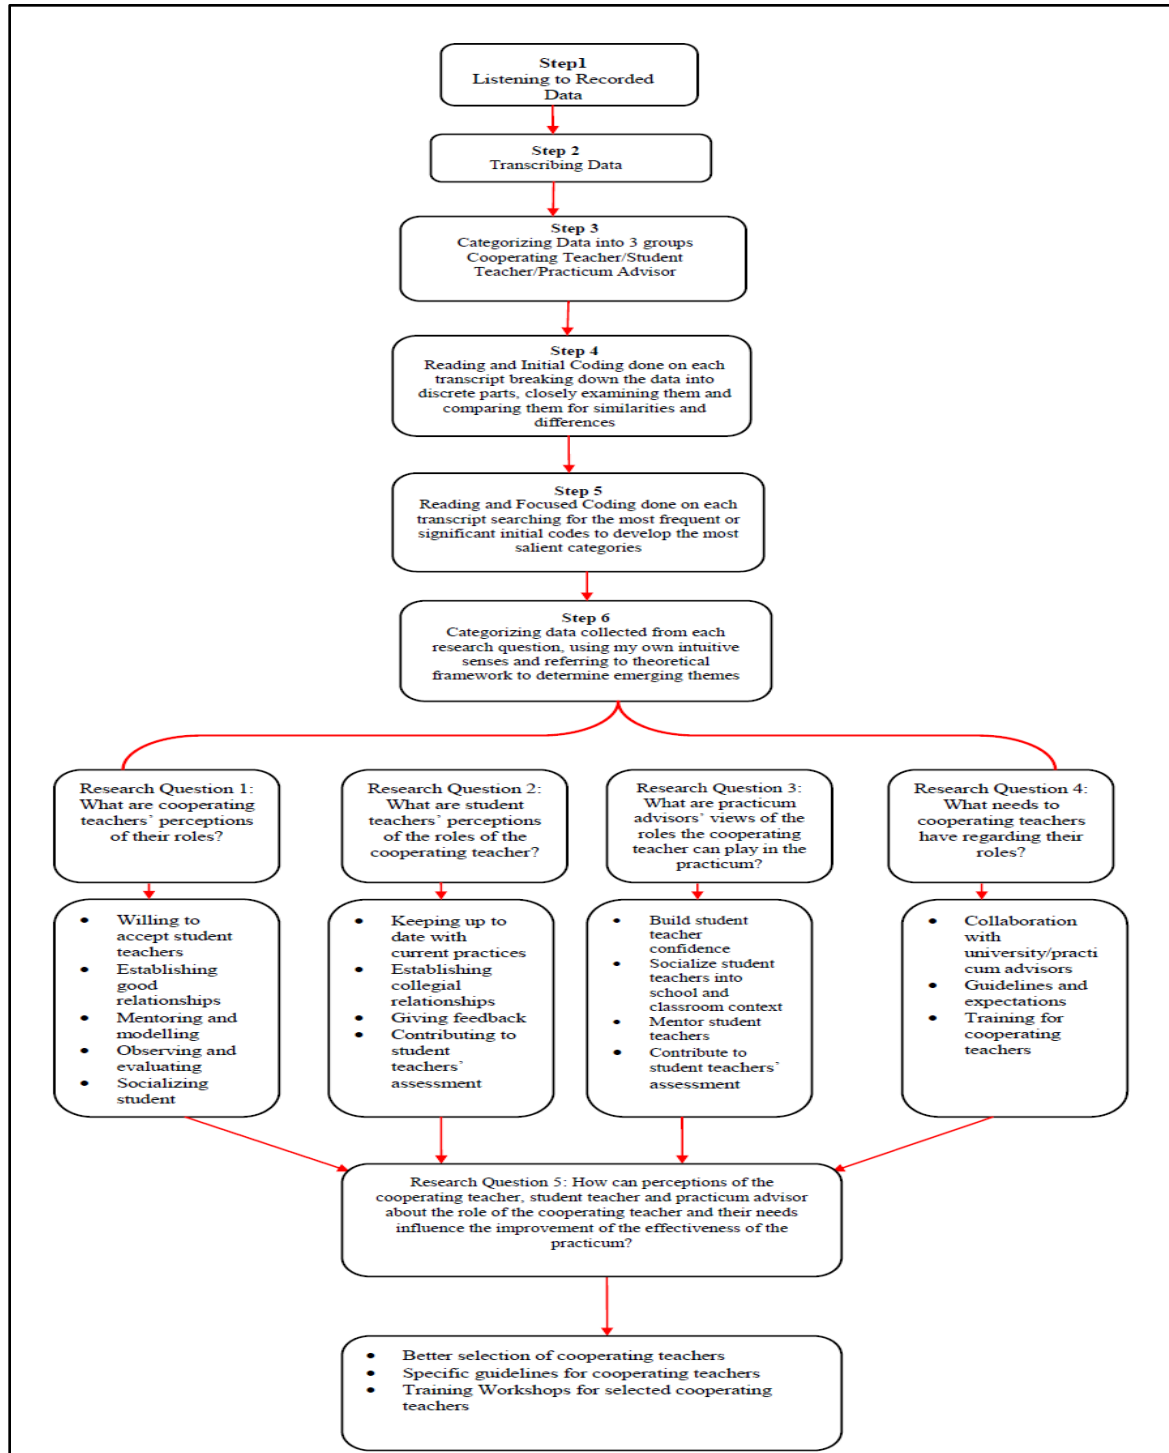 Step1
Listening to Recorded
Data
Step 2
Transcribing Data
Step 3
Categorizing Data into 3 groups
Cooperating Teacher/Student
Teacher/Practicum Advisor
Step 4
Reading and Initial Coding done on each
transcript breaking down the data into
discrete parts, closely examining them and
comparing them for similarities and
differences
Step 5
Reading and Focused Coding done on each
transcript searching for the most frequent or
significant initial codes to develop the most
salient categories
Step 6
Categorizing data collected from each
research question, using my own intuitive
senses and referring to theoretical
framework to determine emerging themes
Research Question 1:
What are cooperating
teachers’ perceptions
of their roles?
Research Question 2:
What are student
teachers’ perceptions
of the roles of the
cooperating teacher?
Research Question 3:
What are practicum
advisors’ views of the
roles the cooperating
teacher can play in the
practicum?
Research Question 4:
What needs to
cooperating teachers
have regarding their
roles?
• Willing to
accept student
teachers
• Establishing
good
relationships
• Mentoring and
modelling
• Observing and
evaluating
• Socializing
student
• Keeping up to
date with
current practices
• Establishing
collegial
relationships
• Giving feedback
• Contributing to
student
teachers’
assessment
• Build student
teacher
confidence
• Socialize student
teachers into
school and
classroom context
• Mentor student
teachers
• Contribute to
student teachers’
assessment
• Collaboration
with
university/practi
cum advisors
• Guidelines and
expectations
• Training for
cooperating
teachers
Research Question 5: How can perceptions of the
cooperating teacher, student teacher and practicum advisor
about the role of the cooperating teacher and their needs
influence the improvement of the effectiveness of the
practicum?
• Better selection of cooperating teachers
• Specific guidelines for cooperating teachers
• Training Workshops for selected cooperating
teachers